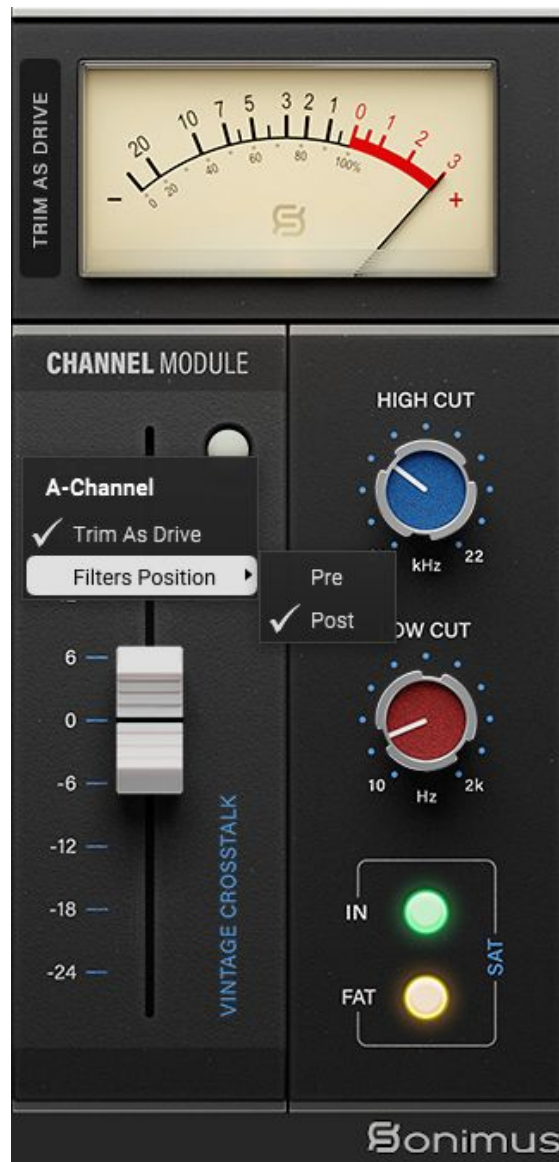 TRIM AS DRIVE
20 10 7 5 3 2 1 0 1 2 3
0 20 40 60 80 100%
- +
CHANNEL MODULE
HIGH CUT
kHz 22
A-Channel
✓ Trim As Drive
Filters Position
Pre
✓ Post
OW CUT
10 Hz 2k
6
0
-6
-12
-18
-24
VINTAGE CROSSTALK
IN
FAT
SAT
Sonimus